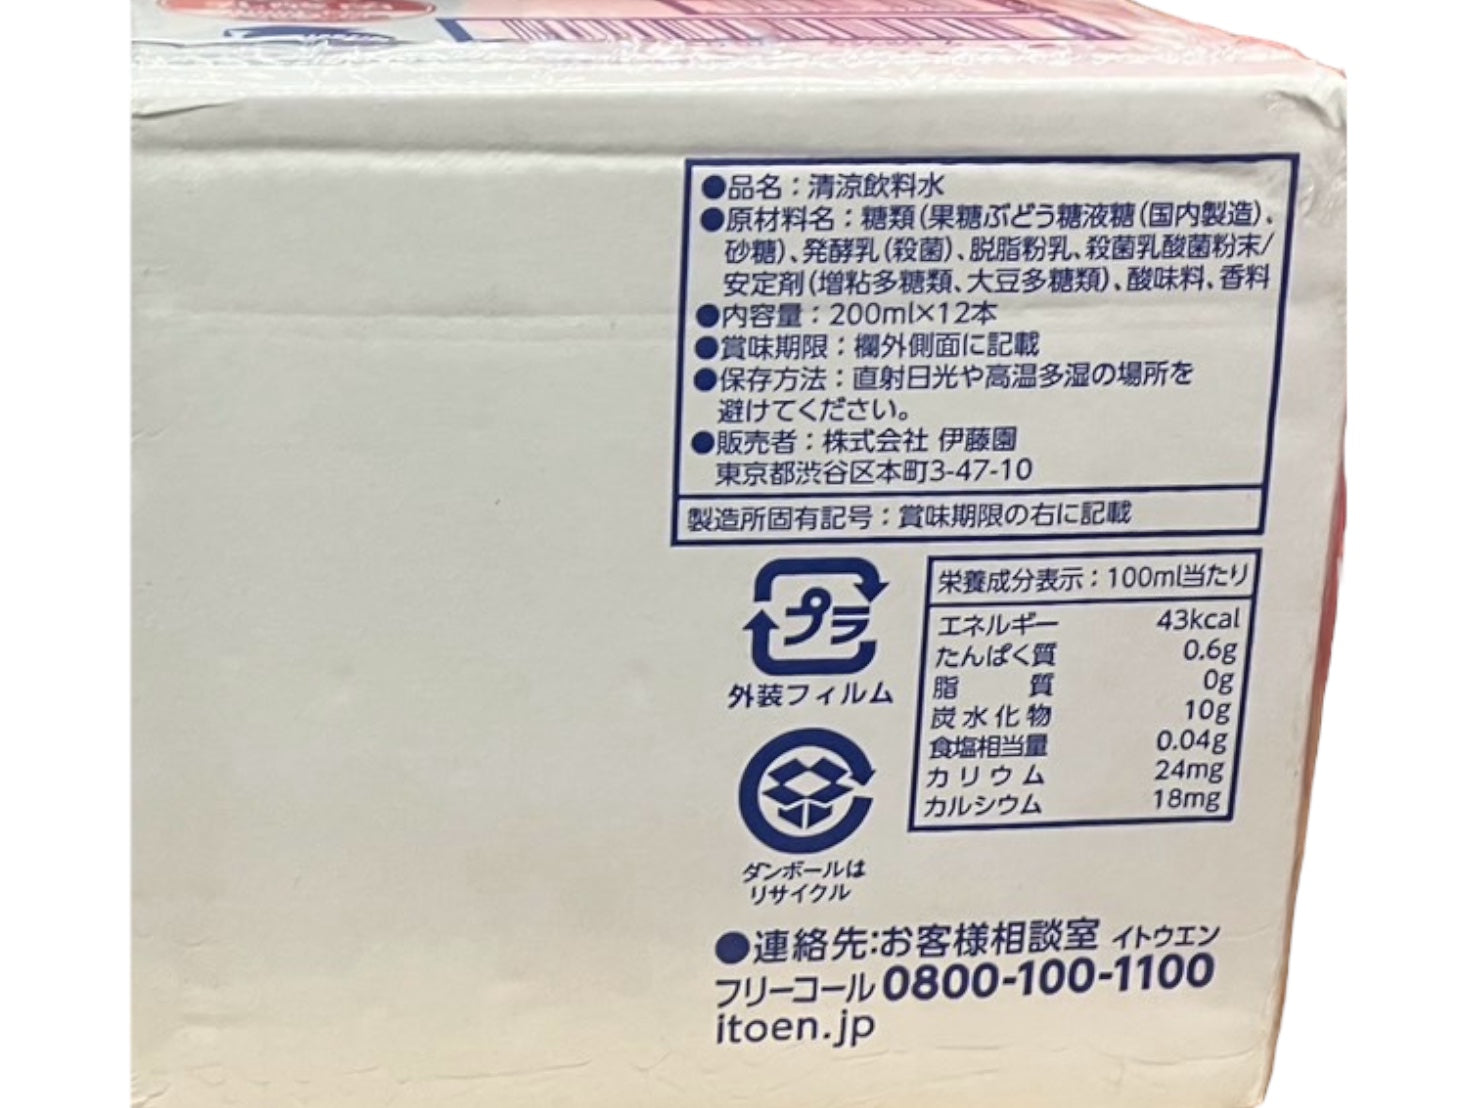 ●品名：清涼飲料水
●原材料名：糖類(果糖ぶどう糖液糖(国内製造)、
砂糖)、発酵乳(殺菌)、脱脂粉乳、殺菌乳酸菌粉末/
安定剤(増粘多糖類、大豆多糖類)、酸味料、香料
●内容量：200ml×12本
●賞味期限：欄外側面に記載
●保存方法：直射日光や高温多湿の場所を
避けてください。
●販売者：株式会社 伊藤園
東京都渋谷区本町3-47-10
製造所固有記号：賞味期限の右に記載
プラ
外装フィルム
ダンボールは
リサイクル
栄養成分表示：100ml当たり
エネルギー 43kcal
たんぱく質 0.6g
脂質 0g
炭水化物 10g
食塩相当量 0.04g
カリウム 24mg
カルシウム 18mg
●連絡先:お客様相談室 イトウエン
フリーコール 0800-100-1100
itoen.jp